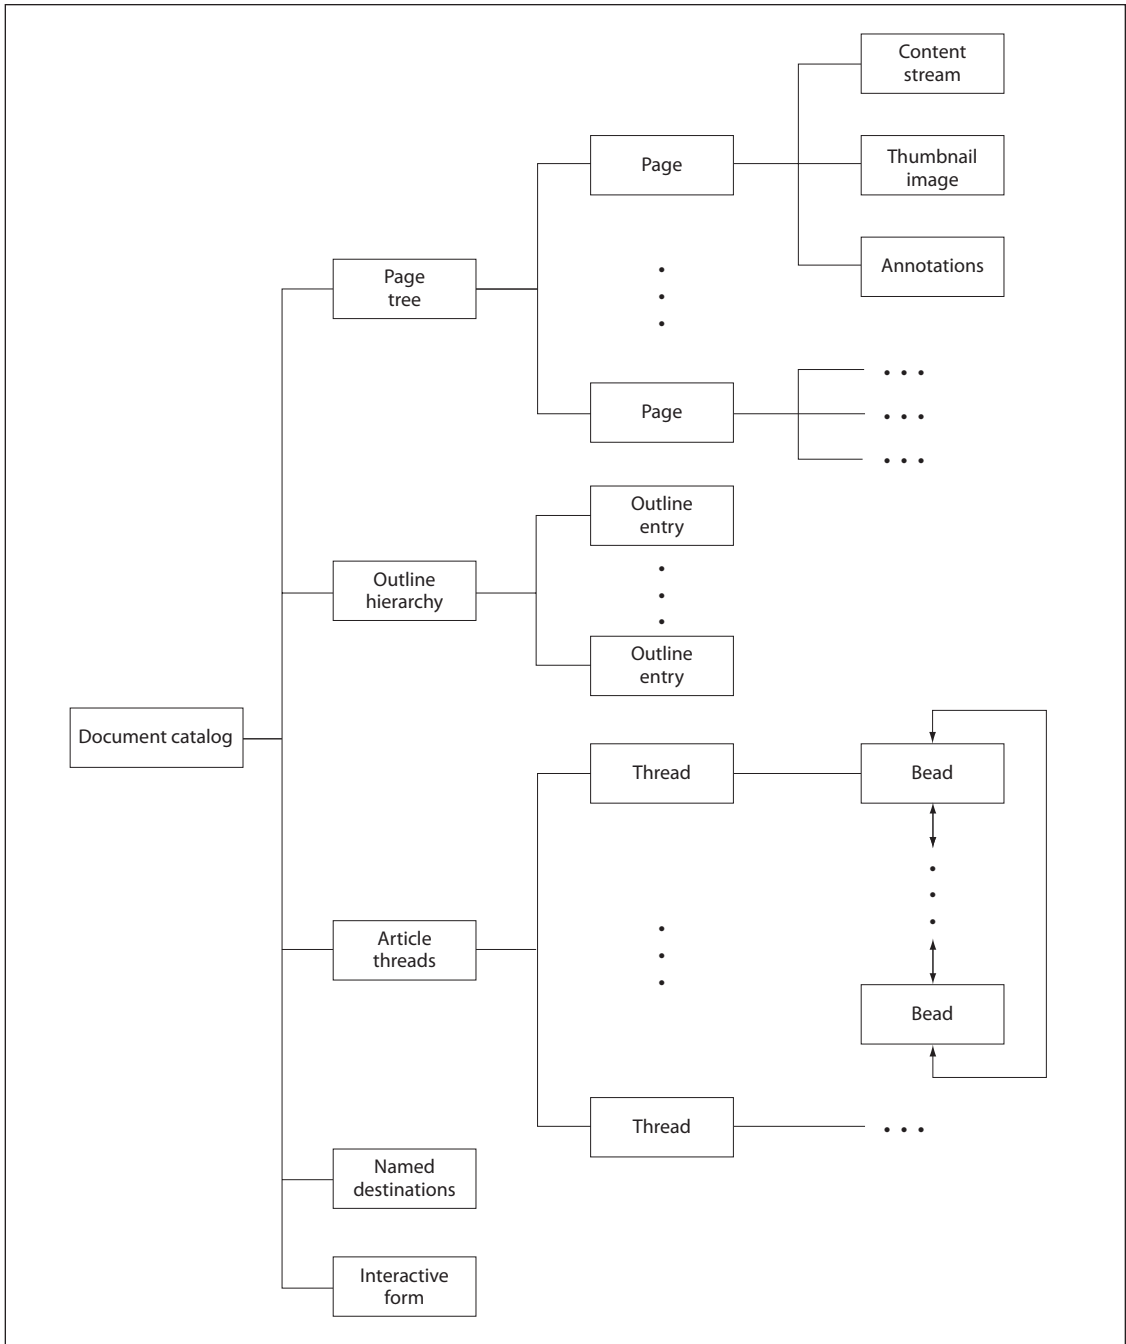 Content
stream
Page
Thumbnail
image
Annotations
Page
tree
• • •
Page
• • •
• • •
• • •
Outline
entry
Outline
hierarchy
Outline
entry
Document catalog
Thread
Bead
Article
threads
Bead
Thread
• • •
Named
destinations
Interactive
form